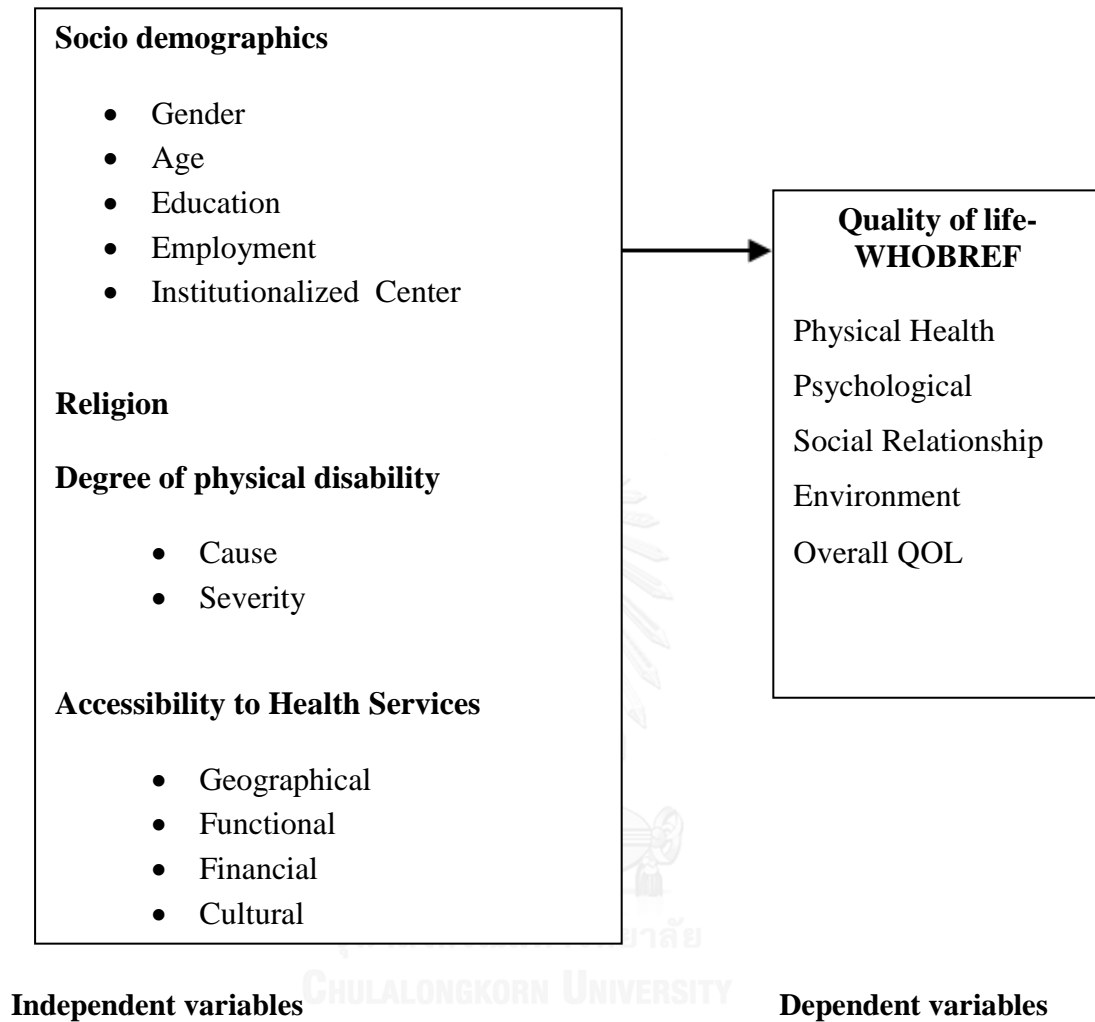 Socio demographics
• Gender
• Age
• Education
• Employment
• Institutionalized Center
Religion
Degree of physical disability
• Cause
• Severity
Accessibility to Health Services
• Geographical
• Functional
• Financial
• Cultural
Quality of life-
WHOBREF
Physical Health
Psychological
Social Relationship
Environment
Overall QOL
CHULALONGKORN UNIVERSITY
Independent variables
Dependent variables